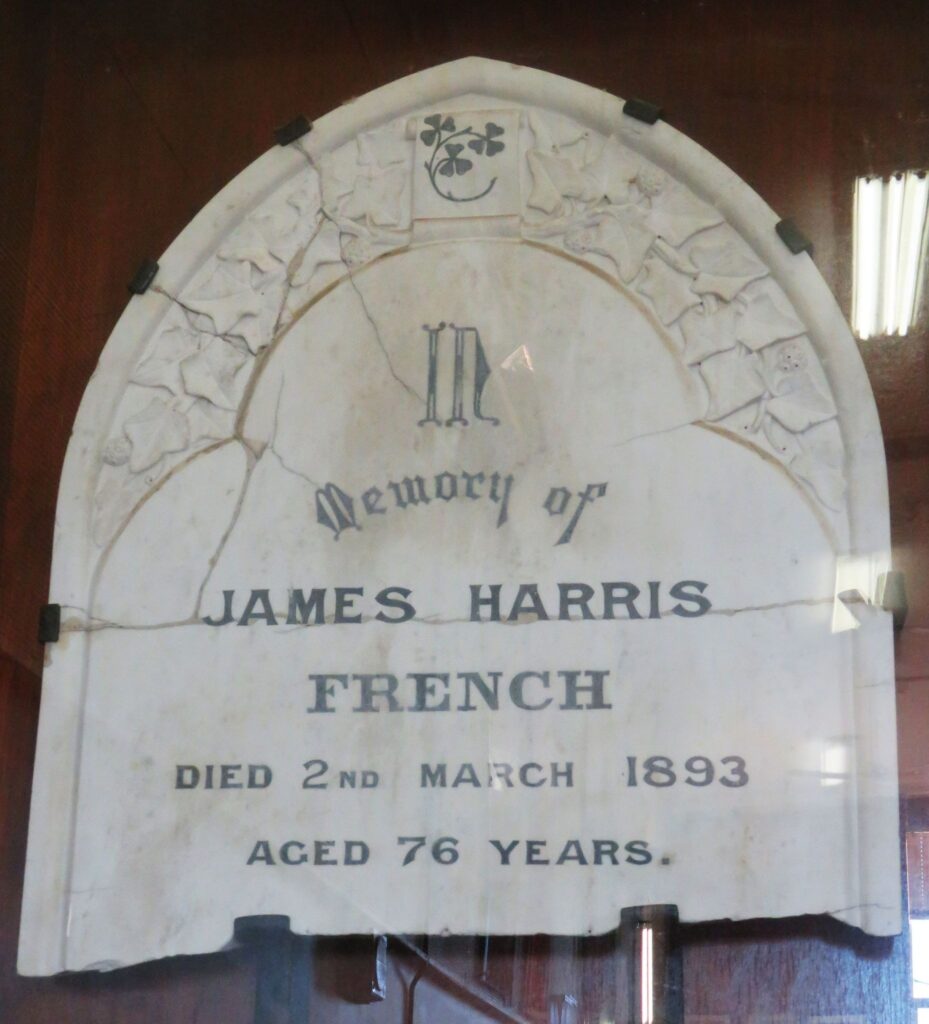 IN
Memory of
JAMES HARRIS
FRENCH
DIED 2ND MARCH 1893
AGED 76 YEARS.